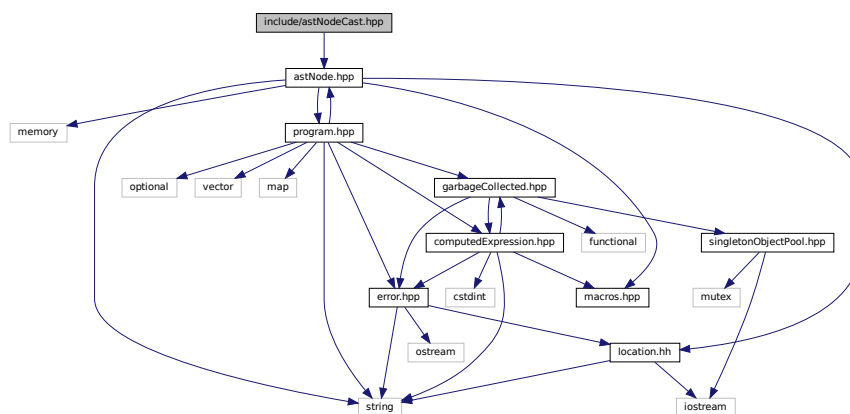 include/astNodeCast.hpp
astNode.hpp
memory
program.hpp
optional
vector
map
garbageCollected.hpp
computedExpression.hpp
functional
singletonObjectPool.hpp
error.hpp
cstdint
macros.hpp
mutex
ostream
location.hh
string
iostream